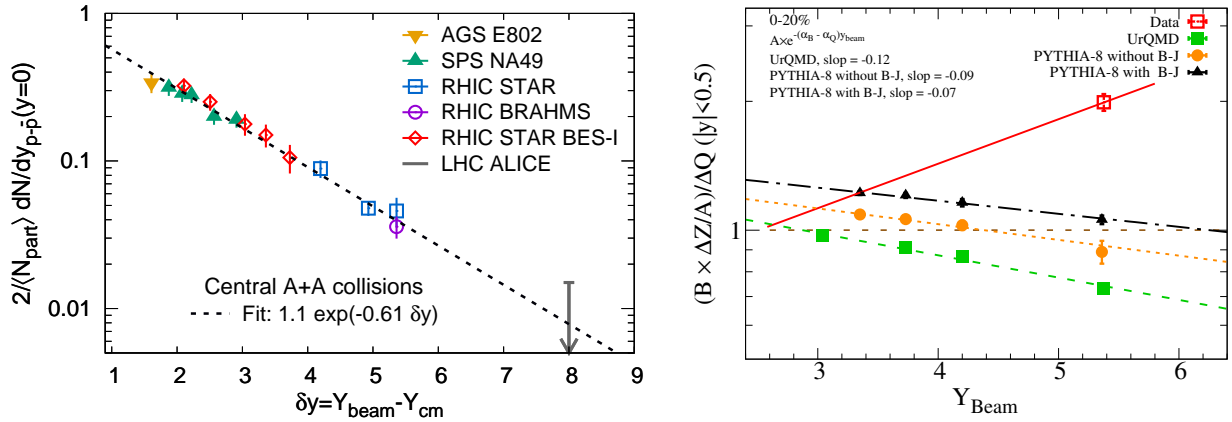 2/⟨N_part⟩ dN/dy_p-p̄(y=0)
1
0.1
0.01
AGS E802
SPS NA49
RHIC STAR
RHIC BRAHMS
RHIC STAR BES-I
LHC ALICE
Central A+A collisions
Fit: 1.1 exp(-0.61 δy)
1 2 3 4 5 6 7 8 9
δy=Y_beam-Y_cm
(B × ΔZ/A)/ΔQ (|y|<0.5)
1
0-20%
A×e^-(α_B - α_Q)y_beam
UrQMD, slop = -0.12
PYTHIA-8 without B-J, slop = -0.09
PYTHIA-8 with B-J, slop = -0.07
Data
UrQMD
PYTHIA-8 without B-J
PYTHIA-8 with B-J
3 4 5 6
Y_Beam